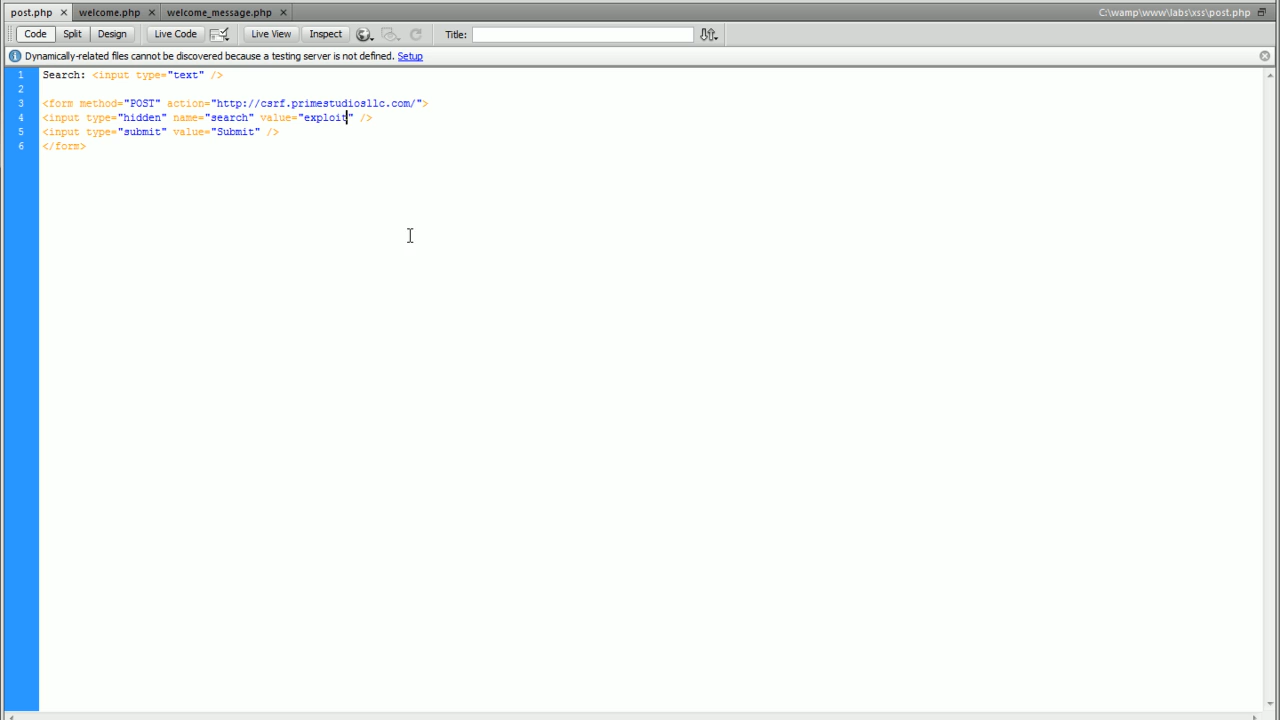 post.php welcome.php welcome_message.php C:\wamp\www\labs\xss\post.php
Code Split Design Live Code Live View Inspect Title:
Dynamically-related files cannot be discovered because a testing server is not defined. Setup
1 Search: <input type="text" />
2
3 <form method="POST" action="http://csrf.primestudiosllc.com/">
4 <input type="hidden" name="search" value="exploit" />
5 <input type="submit" value="Submit" />
6 </form>